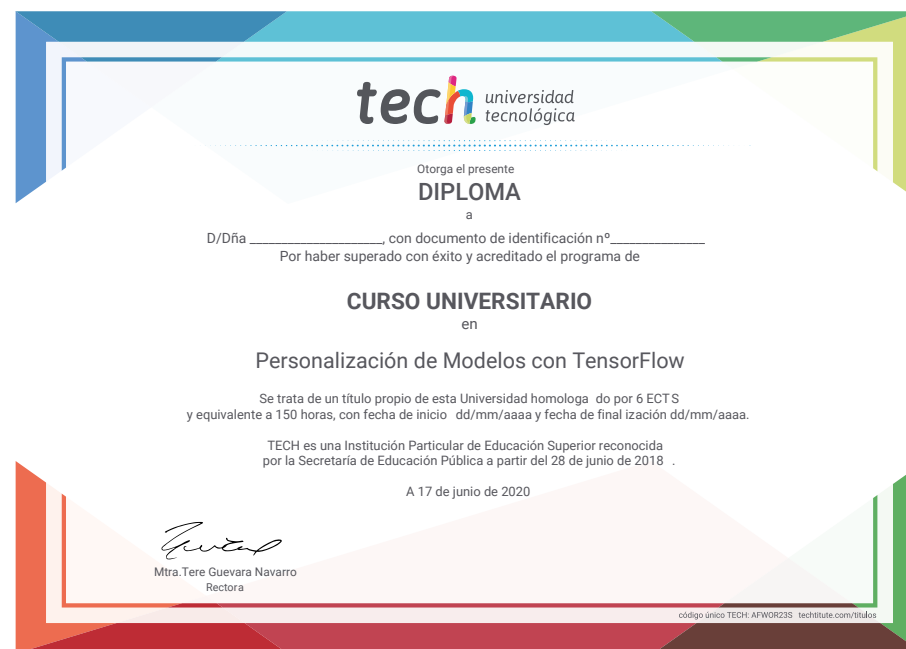 tech universidad
tecnológica
Otorga el presente
DIPLOMA
a
D/Dña ____________________, con documento de identificación nº______________
Por haber superado con éxito y acreditado el programa de
CURSO UNIVERSITARIO
en
Personalización de Modelos con TensorFlow
Se trata de un título propio de esta Universidad homologa do por 6 ECTS
y equivalente a 150 horas, con fecha de inicio dd/mm/aaaa y fecha de final ización dd/mm/aaaa.
TECH es una Institución Particular de Educación Superior reconocida
por la Secretaría de Educación Pública a partir del 28 de junio de 2018 .
A 17 de junio de 2020
Mtra.Tere Guevara Navarro
Rectora
código único TECH: AFWOR23S techtitute.com/titulos